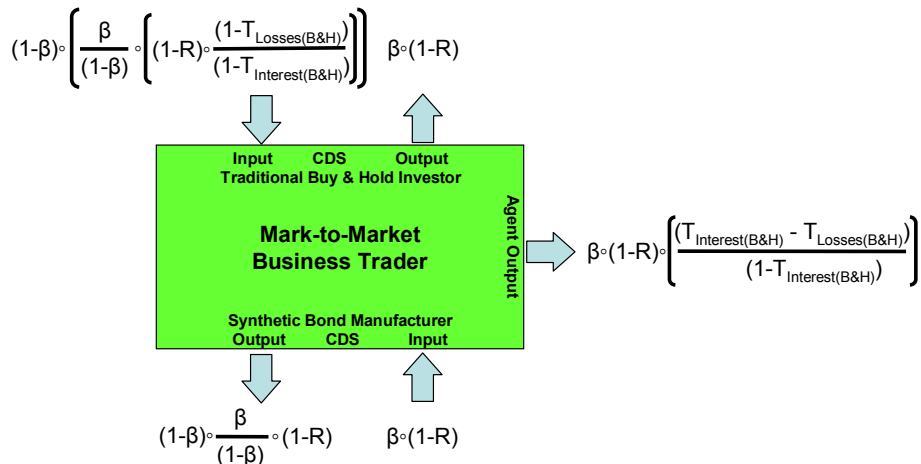 (1-β)∘(β/(1-β)∘((1-R)∘(1-T_Losses(B&H))/(1-T_Interest(B&H)))) β∘(1-R)
Input CDS Output
Traditional Buy & Hold Investor
Mark-to-Market
Business Trader
Agent Output
β∘(1-R)∘((T_Interest(B&H) - T_Losses(B&H))/(1-T_Interest(B&H)))
Synthetic Bond Manufacturer
Output CDS Input
(1-β)∘β/(1-β)∘(1-R) β∘(1-R)